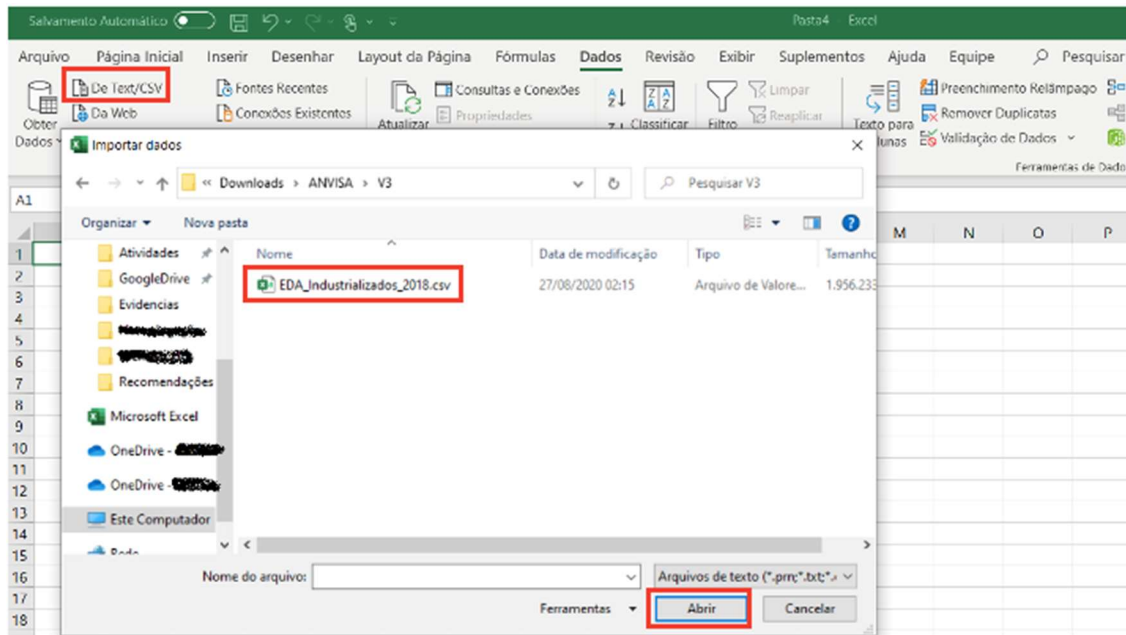 Salvamento Automático
Pasta4 - Excel
Arquivo Página Inicial Inserir Desenhar Layout da Página Fórmulas Dados Revisão Exibir Suplementos Ajuda Equipe Pesquisar
De Text/CSV Fontes Recentes Consultas e Conexões Limpar Preenchimento Relâmpago
Da Web Conexões Existentes Propriedades Reaplicar Remover Duplicatas
Obter Atualizar Classificar Filtro Texto para
Dados lunas Validação de Dados
Importar dados
Ferramentas de Dado
« Downloads › ANVISA › V3
Pesquisar V3
A1
Organizar Nova pasta
M N O P
Atividades
Nome Data de modificação Tipo Tamanho
1
2
GoogleDrive
EDA_Industrializados_2018.csv 27/08/2020 02:15 Arquivo de Valore... 1.956.233
3
Evidencias
4
5
6
7
Recomendações
8
Microsoft Excel
9
10
OneDrive -
11
12
OneDrive -
13
Este Computador
14
15
Rede
16
Nome do arquivo: Arquivos de texto (*.prn;*.txt;*.
17
Ferramentas Abrir Cancelar
18